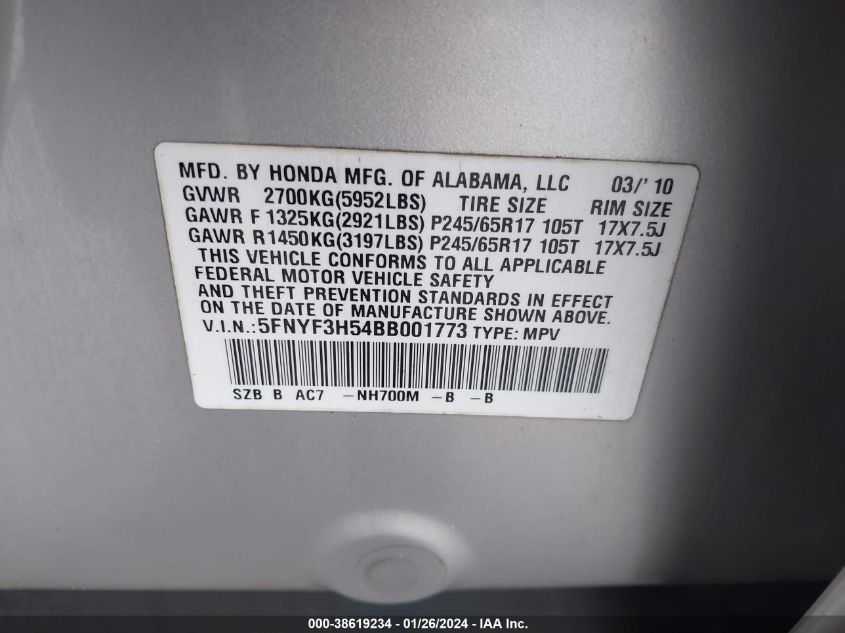 MFD. BY HONDA MFG. OF ALABAMA, LLC 03/' 10
GVWR 2700KG(5952LBS) TIRE SIZE RIM SIZE
GAWR F 1325KG(2921LBS) P245/65R17 105T 17X7.5J
GAWR R1450KG(3197LBS) P245/65R17 105T 17X7.5J
THIS VEHICLE CONFORMS TO ALL APPLICABLE
FEDERAL MOTOR VEHICLE SAFETY
AND THEFT PREVENTION STANDARDS IN EFFECT
ON THE DATE OF MANUFACTURE SHOWN ABOVE.
V.I.N.:5FNYF3H54BB001773 TYPE: MPV
SZB B AC7 -NH700M -B -B
000-38619234 - 01/26/2024 - IAA Inc.